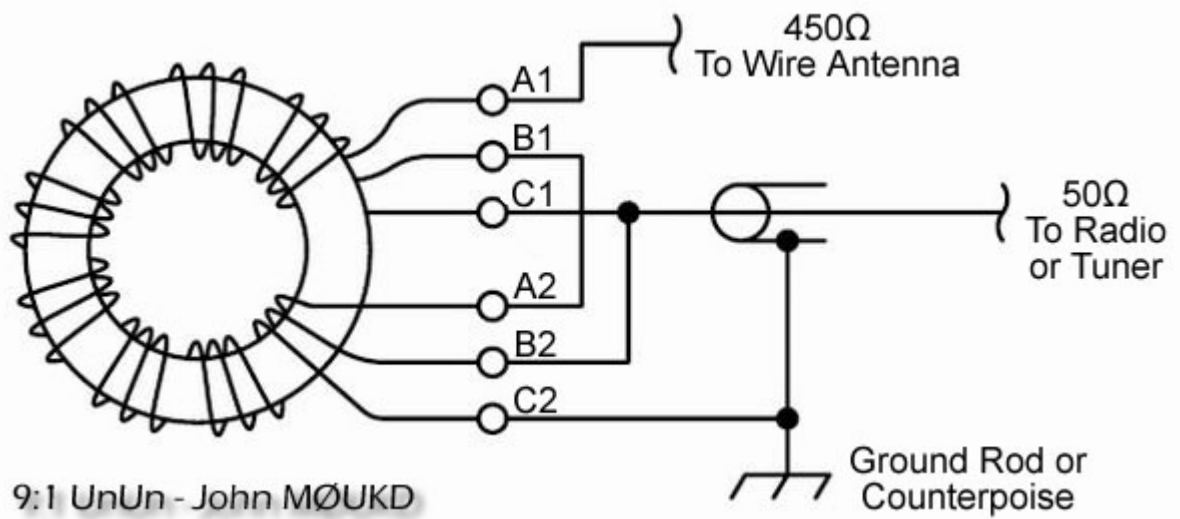 450Ω
To Wire Antenna
A1
B1
C1
50Ω
To Radio
or Tuner
A2
B2
C2
Ground Rod or
Counterpoise
9:1 UnUn - John MØUKD